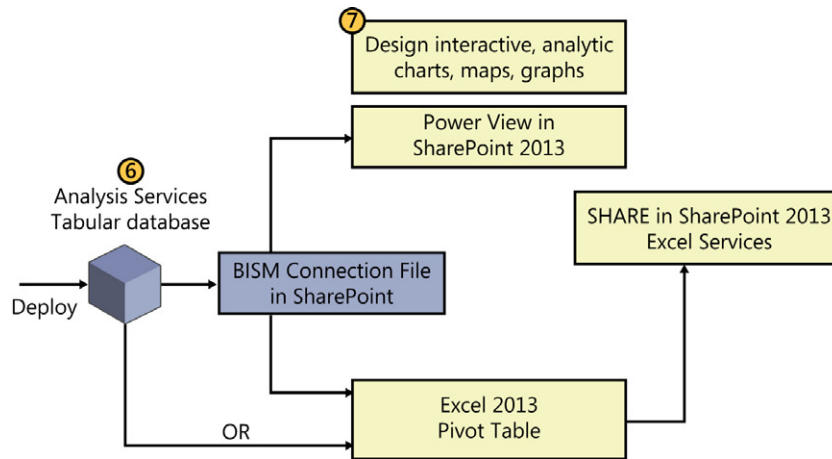 7
Design interactive, analytic
charts, maps, graphs
Power View in
SharePoint 2013
6
Analysis Services
Tabular database
SHARE in SharePoint 2013
Excel Services
BISM Connection File
in SharePoint
Deploy
Excel 2013
Pivot Table
OR